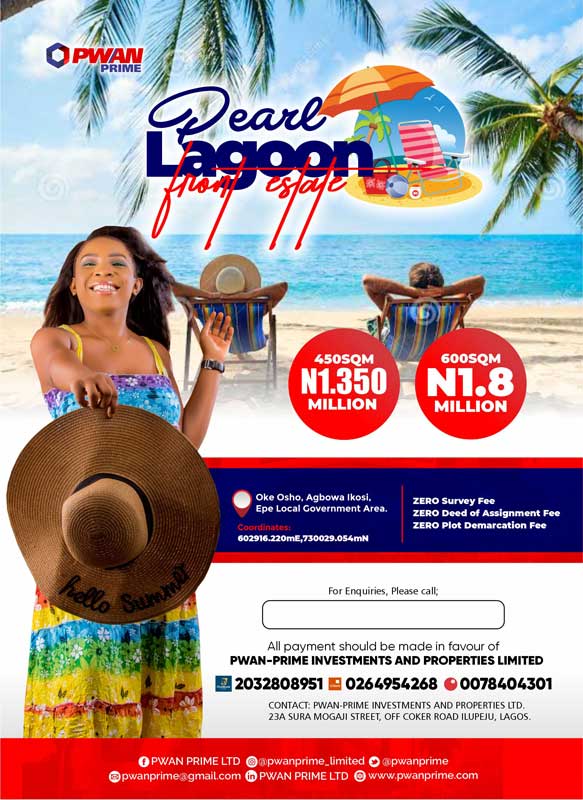 PWAN
PRIME
Pearl
Lagoon
front estate
450SQM
N1.350
MILLION
600SQM
N1.8
MILLION
Oke Osho, Agbowa Ikosi,
Epe Local Government Area.
Coordinates:
602916.220mE,730029.054mN
ZERO Survey Fee
ZERO Deed of Assignment Fee
ZERO Plot Demarcation Fee
hello Summer
For Enquiries, Please call;
All payment should be made in favour of
PWAN-PRIME INVESTMENTS AND PROPERTIES LIMITED
2032808951 0264954268 0078404301
CONTACT: PWAN-PRIME INVESTMENTS AND PROPERTIES LTD.
23A SURA MOGAJI STREET, OFF COKER ROAD ILUPEJU, LAGOS.
PWAN PRIME LTD @pwanprime_limited @pwanprime
pwanprime@gmail.com PWAN PRIME LTD www.pwanprime.com